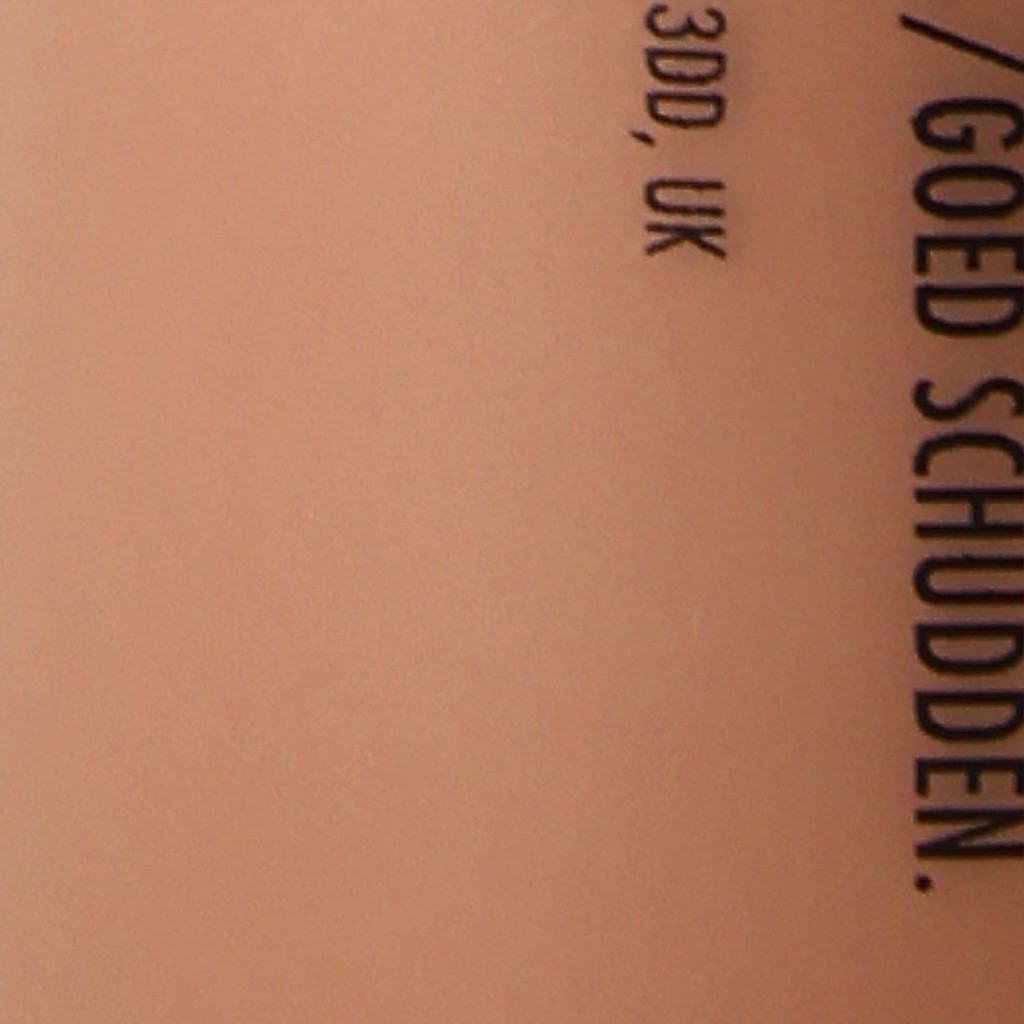 / GOED SCHUDDEN.
3DD, UK